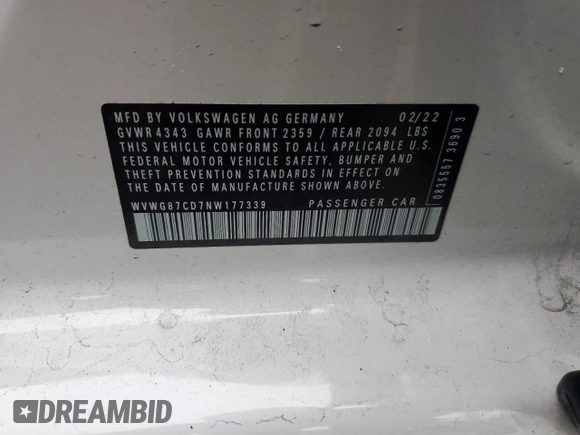 MFD BY VOLKSWAGEN AG GERMANY 02/22
GVWR 4343 GAWR FRONT 2359 / REAR 2094 LBS
THIS VEHICLE CONFORMS TO ALL APPLICABLE U.S.
FEDERAL MOTOR VEHICLE SAFETY, BUMPER AND
THEFT PREVENTION STANDARDS IN EFFECT ON
THE DATE OF MANUFACTURE SHOWN ABOVE.
WVWG87CD7NW177339 PASSENGER CAR
0835557 3690 3
DREAMBID